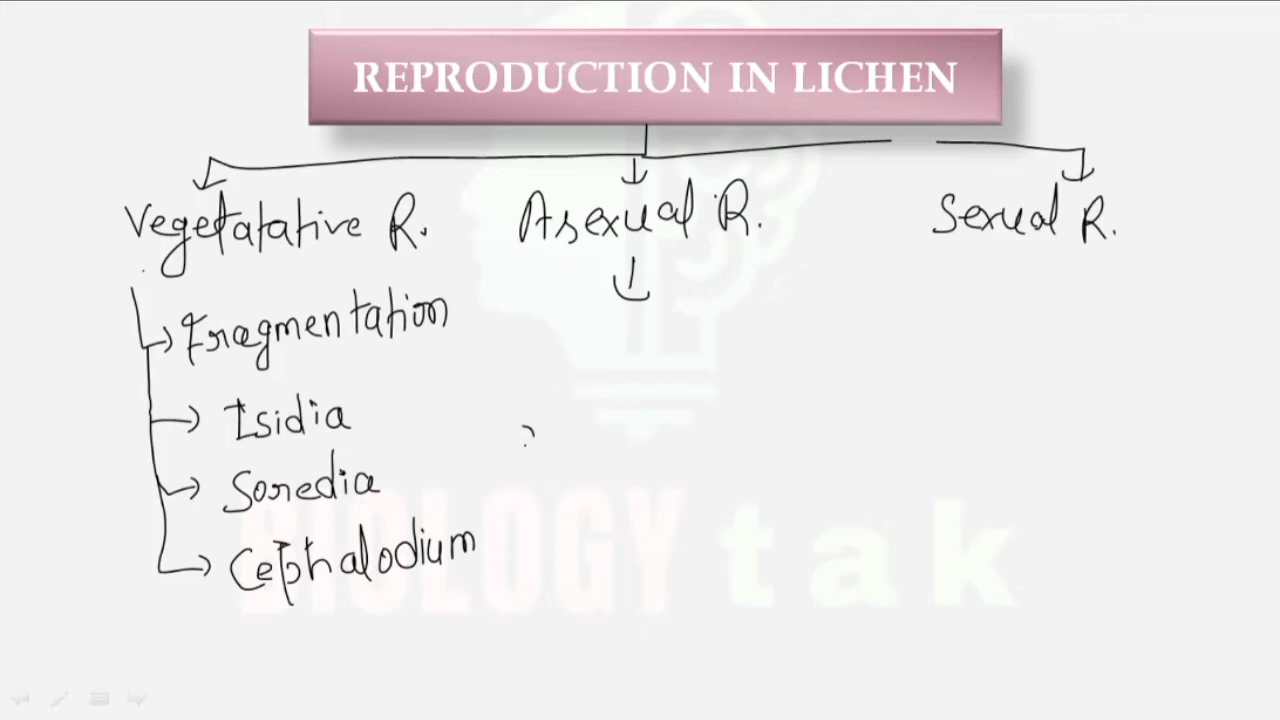 REPRODUCTION IN LICHEN
Vegetatative R.
Asexual R.
Sexual R.
Fragmentation
Isidia
Soredia
Cephalodium
BIOLOGY tak